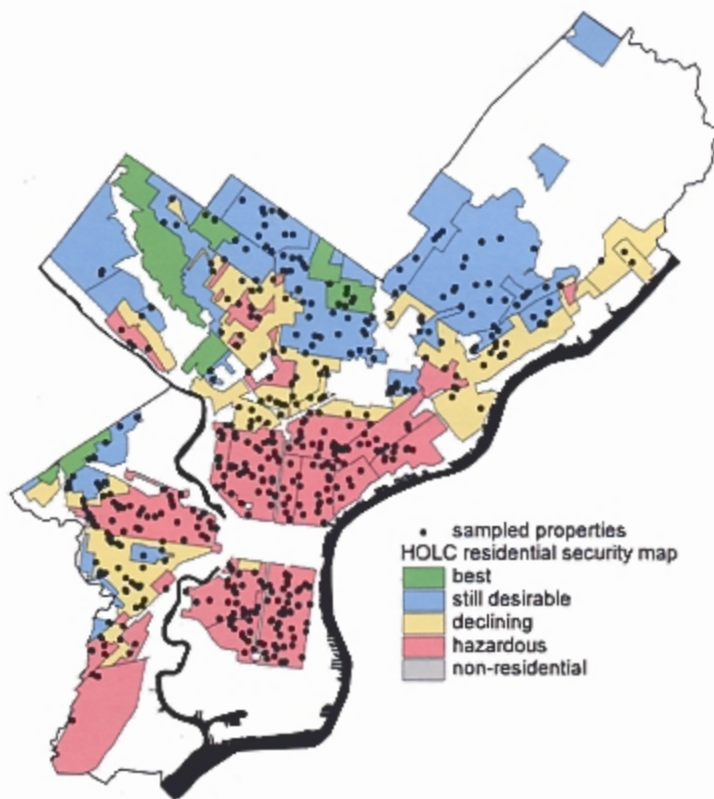 sampled properties
HOLC residential security map
best
still desirable
declining
hazardous
non-residential